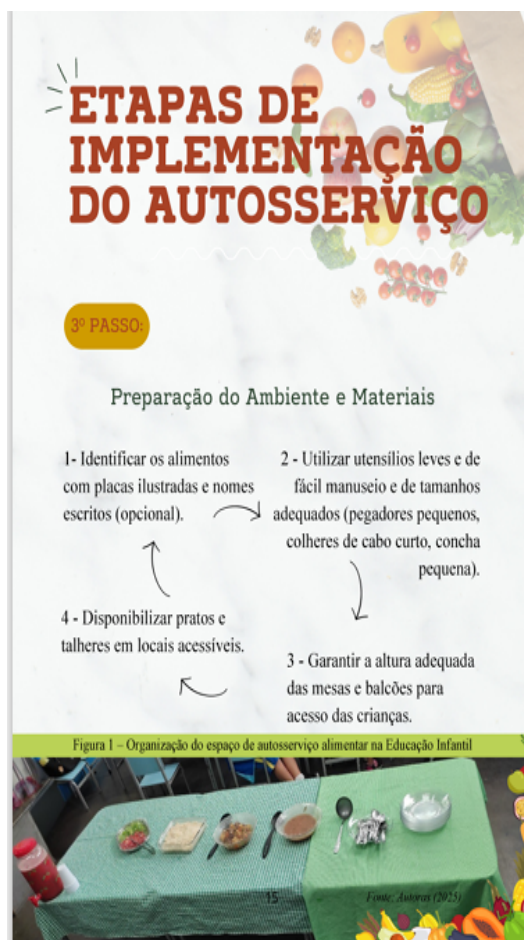 ETAPAS DE
IMPLEMENTAÇÃO
DO AUTOSSERVIÇO
3º PASSO:
Preparação do Ambiente e Materiais
1- Identificar os alimentos
com placas ilustradas e nomes
escritos (opcional).
2 - Utilizar utensílios leves e de
fácil manuseio e de tamanhos
adequados (pegadores pequenos,
colheres de cabo curto, concha
pequena).
3 - Garantir a altura adequada
das mesas e balcões para
acesso das crianças.
4 - Disponibilizar pratos e
talheres em locais acessíveis.
Figura 1 – Organização do espaço de autosserviço alimentar na Educação Infantil
15
Fonte: Autoras (2025)